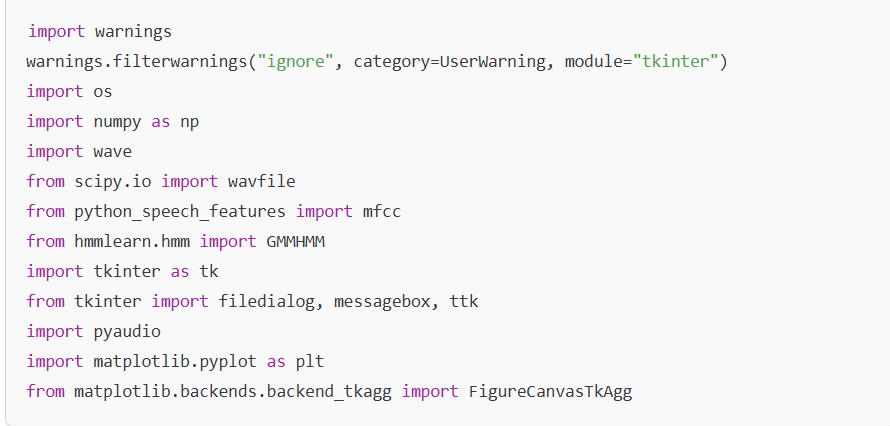 import warnings
warnings.filterwarnings("ignore", category=UserWarning, module="tkinter")
import os
import numpy as np
import wave
from scipy.io import wavfile
from python_speech_features import mfcc
from hmmlearn.hmm import GMMHMM
import tkinter as tk
from tkinter import filedialog, messagebox, ttk
import pyaudio
import matplotlib.pyplot as plt
from matplotlib.backends.backend_tkagg import FigureCanvasTkAgg